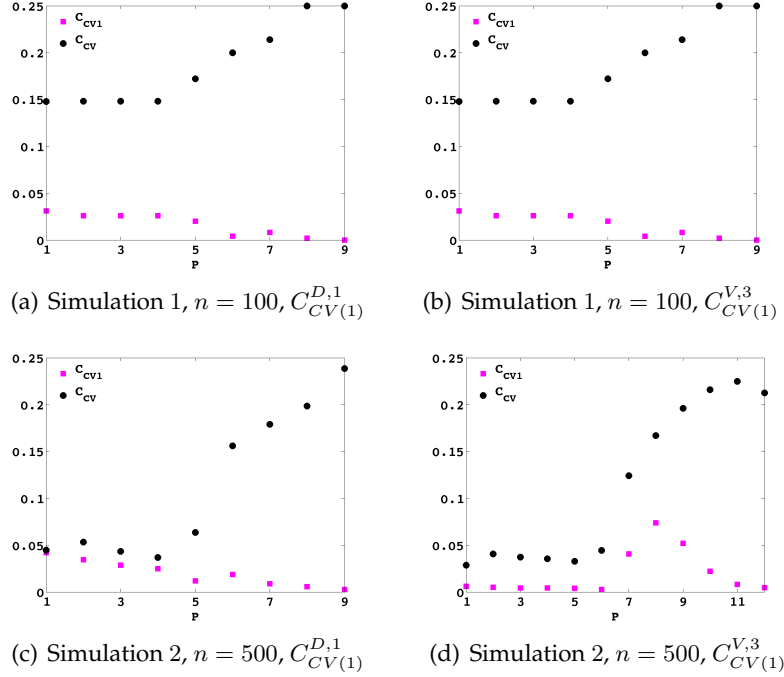 C_CV1
C_CV
0.25
0.2
0.15
0.1
0.05
0
1 3 5 7 9
P
(a) Simulation 1, n = 100, C^{D,1}_{CV(1)}
C_CV1
C_CV
0.25
0.2
0.15
0.1
0.05
0
1 3 5 7 9
P
(b) Simulation 1, n = 100, C^{V,3}_{CV(1)}
C_CV1
C_CV
0.25
0.2
0.15
0.1
0.05
0
1 3 5 7 9
P
(c) Simulation 2, n = 500, C^{D,1}_{CV(1)}
C_CV1
C_CV
0.25
0.2
0.15
0.1
0.05
0
1 3 5 7 9 11
P
(d) Simulation 2, n = 500, C^{V,3}_{CV(1)}